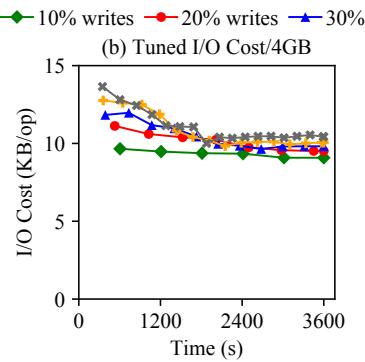 10% writes 20% writes 30%
(b) Tuned I/O Cost/4GB
15
10
5
0
I/O Cost (KB/op)
0 1200 2400 3600
Time (s)